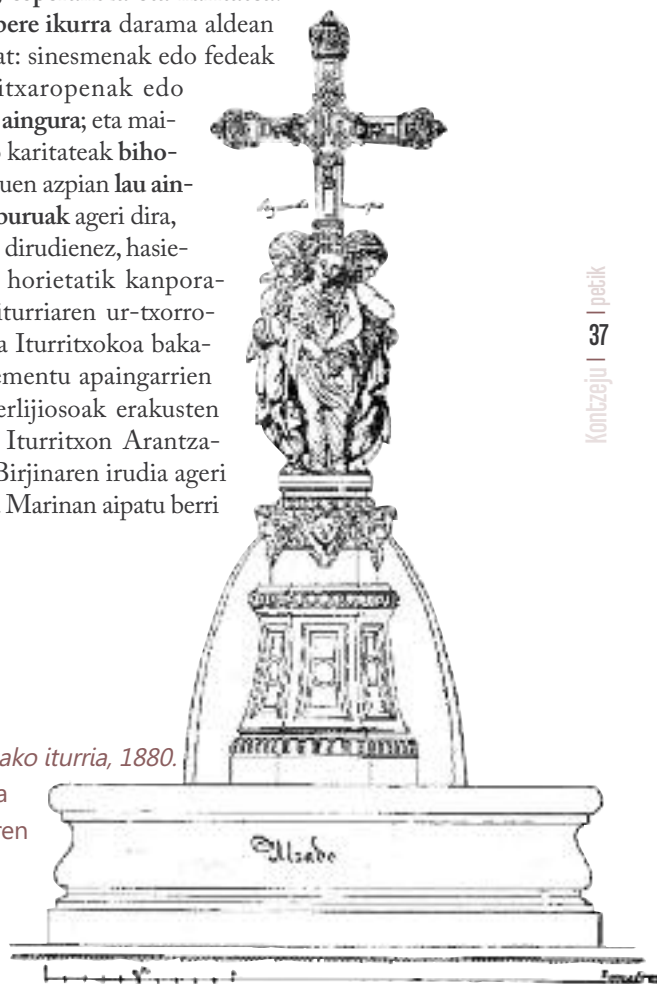 bere ikurra darama aldean
at: sinesmenak edo fedeak
itxaropenak edo
aingura; eta mai-
karitateak biho-
uen azpian lau ain-
buruak ageri dira,
dirudienez, hasie-
horietatik kanpora-
iturriaren ur-txorro-
a Iturritxokoa baka-
ementu apaingarrien
erlijiosoak erakusten
Iturritxon Arantza-
Birjinaren irudia ageri
Marinan aipatu berri
ako iturria, 1880.
a
ren
Alzado
Kontzeju | 37 | petik